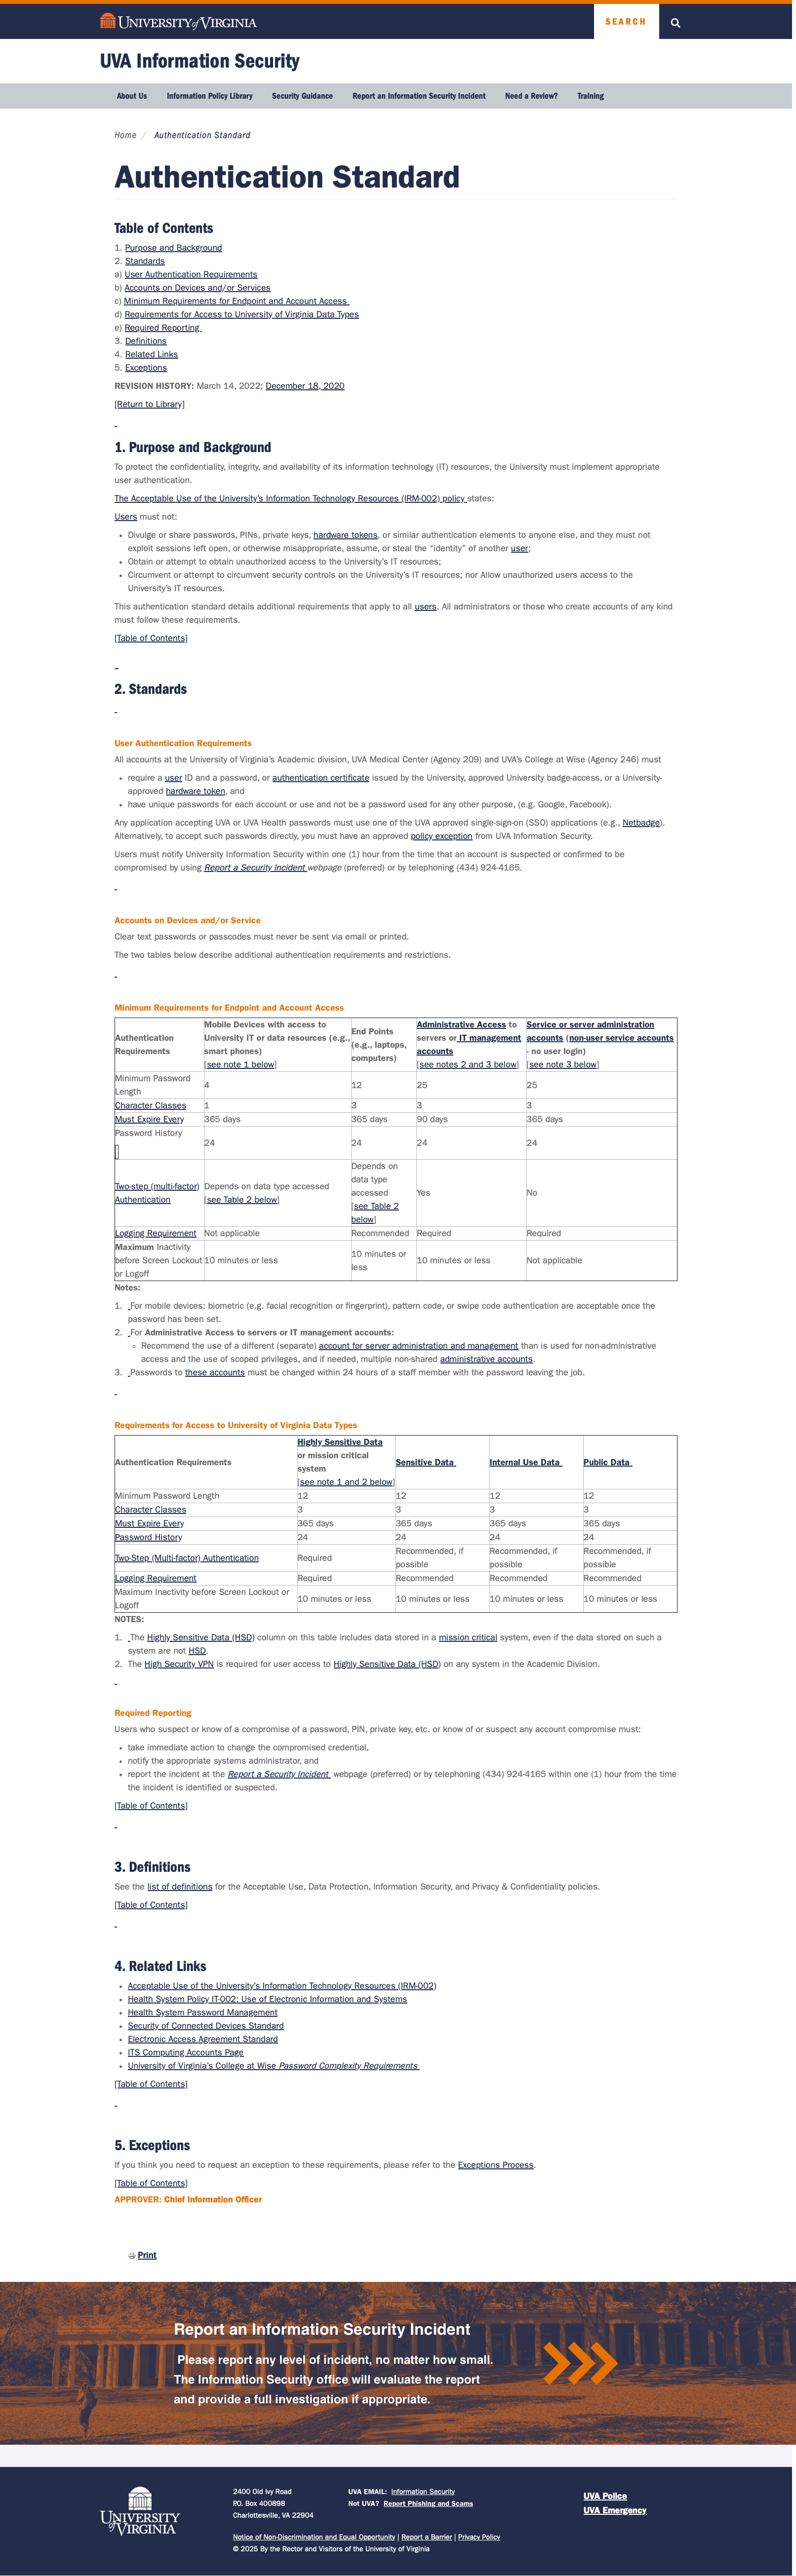 UNIVERSITY of VIRGINIA
SEARCH
UVA Information Security
About Us Information Policy Library Security Guidance Report an Information Security Incident Need a Review? Training
Home / Authentication Standard
Authentication Standard
Table of Contents
1. Purpose and Background
2. Standards
a) User Authentication Requirements
b) Accounts on Devices and/or Services
c) Minimum Requirements for Endpoint and Account Access
d) Requirements for Access to University of Virginia Data Types
e) Required Reporting
3. Definitions
4. Related Links
5. Exceptions
REVISION HISTORY: March 14, 2022; December 18, 2020
[Return to Library]
1. Purpose and Background
To protect the confidentiality, integrity, and availability of its information technology (IT) resources, the University must implement appropriate
user authentication.
The Acceptable Use of the University's Information Technology Resources (IRM-002) policy states:
Users must not:
• Divulge or share passwords, PINs, private keys, hardware tokens, or similar authentication elements to anyone else, and they must not
exploit sessions left open, or otherwise misappropriate, assume, or steal the "identity" of another user;
• Obtain or attempt to obtain unauthorized access to the University's IT resources;
• Circumvent or attempt to circumvent security controls on the University's IT resources; nor Allow unauthorized users access to the
University's IT resources.
This authentication standard details additional requirements that apply to all users. All administrators or those who create accounts of any kind
must follow these requirements.
[Table of Contents]
2. Standards
User Authentication Requirements
All accounts at the University of Virginia's Academic division, UVA Medical Center (Agency 209) and UVA's College at Wise (Agency 246) must
• require a user ID and a password, or authentication certificate issued by the University, approved University badge-access, or a University-
approved hardware token, and
• have unique passwords for each account or use and not be a password used for any other purpose, (e.g. Google, Facebook).
Any application accepting UVA or UVA Health passwords must use one of the UVA approved single-sign-on (SSO) applications (e.g., Netbadge).
Alternatively, to accept such passwords directly, you must have an approved policy exception from UVA Information Security.
Users must notify University Information Security within one (1) hour from the time that an account is suspected or confirmed to be
compromised by using Report a Security Incident webpage (preferred) or by telephoning (434) 924-4165.
Accounts on Devices and/or Service
Clear text passwords or passcodes must never be sent via email or printed.
The two tables below describe additional authentication requirements and restrictions.
Minimum Requirements for Endpoint and Account Access
Authentication
Requirements
Mobile Devices with access to
University IT or data resources (e.g.,
smart phones)
[see note 1 below]
End Points
(e.g., laptops,
computers)
Administrative Access to
servers or IT management
accounts
[see notes 2 and 3 below]
Service or server administration
accounts (non-user service accounts
- no user login)
[see note 3 below]
Minimum Password
Length
4 12 25 25
Character Classes 1 3 3 3
Must Expire Every 365 days 365 days 90 days 365 days
Password History
24 24 24 24
Two-step (multi-factor)
Authentication
Depends on data type accessed
[see Table 2 below]
Depends on
data type
accessed
[see Table 2
below]
Yes
No
Logging Requirement Not applicable Recommended Required Required
Maximum Inactivity
before Screen Lockout
or Logoff
10 minutes or less
10 minutes or
less
10 minutes or less
Not applicable
Notes:
1. For mobile devices: biometric (e.g. facial recognition or fingerprint), pattern code, or swipe code authentication are acceptable once the
password has been set.
2. For Administrative Access to servers or IT management accounts:
Recommend the use of a different (separate) account for server administration and management than is used for non-administrative
access and the use of scoped privileges, and if needed, multiple non-shared administrative accounts.
3. Passwords to these accounts must be changed within 24 hours of a staff member with the password leaving the job.
Requirements for Access to University of Virginia Data Types
Authentication Requirements
Highly Sensitive Data
or mission critical
system
[see note 1 and 2 below]
Sensitive Data
Internal Use Data
Public Data
Minimum Password Length 12 12 12 12
Character Classes 3 3 3 3
Must Expire Every 365 days 365 days 365 days 365 days
Password History 24 24 24 24
Two-Step (Multi-factor) Authentication
Required
Recommended, if
possible
Recommended, if
possible
Recommended, if
possible
Logging Requirement Required Recommended Recommended Recommended
Maximum Inactivity before Screen Lockout or
Logoff
10 minutes or less 10 minutes or less 10 minutes or less 10 minutes or less
NOTES:
1. The Highly Sensitive Data (HSD) column on this table includes data stored in a mission critical system, even if the data stored on such a
system are not HSD.
2. The High Security VPN is required for user access to Highly Sensitive Data (HSD) on any system in the Academic Division.
Required Reporting
Users who suspect or know of a compromise of a password, PIN, private key, etc. or know of or suspect any account compromise must:
• take immediate action to change the compromised credential,
• notify the appropriate systems administrator, and
• report the incident at the Report a Security Incident webpage (preferred) or by telephoning (434) 924-4165 within one (1) hour from the time
the incident is identified or suspected.
[Table of Contents]
3. Definitions
See the list of definitions for the Acceptable Use, Data Protection, Information Security, and Privacy & Confidentiality policies.
[Table of Contents]
4. Related Links
• Acceptable Use of the University's Information Technology Resources (IRM-002)
• Health System Policy IT-002: Use of Electronic Information and Systems
• Health System Password Management
• Security of Connected Devices Standard
• Electronic Access Agreement Standard
• ITS Computing Accounts Page
• University of Virginia's College at Wise Password Complexity Requirements
[Table of Contents]
5. Exceptions
If you think you need to request an exception to these requirements, please refer to the Exceptions Process.
[Table of Contents]
APPROVER: Chief Information Officer
Print
Report an Information Security Incident
Please report any level of incident, no matter how small.
The Information Security office will evaluate the report
and provide a full investigation if appropriate.
UNIVERSITY
of VIRGINIA
2400 Old Ivy Road
P.O. Box 400898
Charlottesville, VA 22904
UVA EMAIL: Information Security
Not UVA? Report Phishing and Scams
UVA Police
UVA Emergency
Notice of Non-Discrimination and Equal Opportunity | Report a Barrier | Privacy Policy
© 2025 By the Rector and Visitors of the University of Virginia